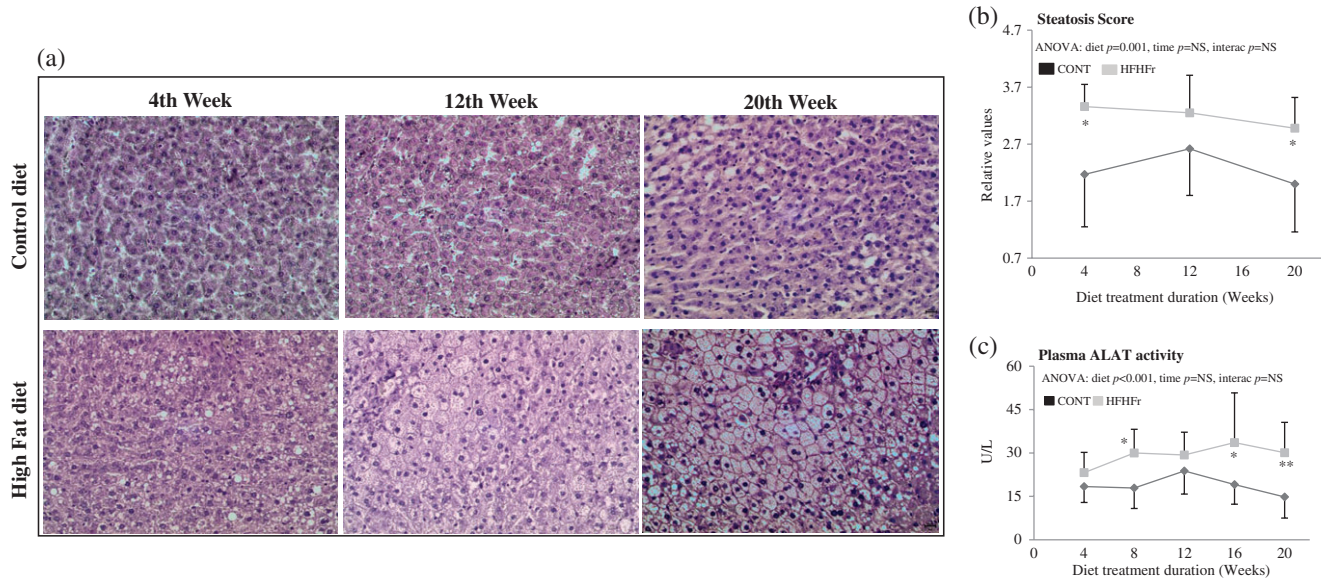 (a)
4th Week
12th Week
20th Week
Control diet
High Fat diet
(b)
Steatosis Score
4.7
ANOVA: diet p=0.001, time p=NS, interac p=NS
CONT
HFHFr
3.7
2.7
1.7
0.7
Relative values
*
*
0
4
8
12
16
20
Diet treatment duration (Weeks)
(c)
Plasma ALAT activity
60
ANOVA: diet p<0.001, time p=NS, interac p=NS
CONT
HFHFr
45
30
15
0
U/L
*
*
**
0
4
8
12
16
20
Diet treatment duration (Weeks)